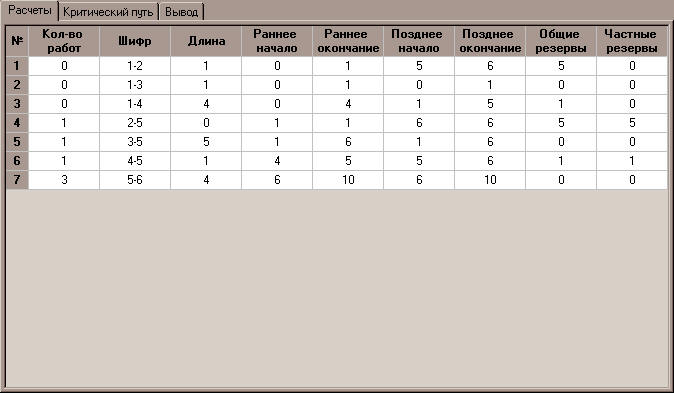 Расчеты Критический путь Вывод
№ Кол-во работ Шифр Длина Раннее начало Раннее окончание Позднее начало Позднее окончание Общие резервы Частные резервы
1 0 1-2 1 0 1 5 6 5 0
2 0 1-3 1 0 1 0 1 0 0
3 0 1-4 4 0 4 1 5 1 0
4 1 2-5 0 1 1 6 6 5 5
5 1 3-5 5 1 6 1 6 0 0
6 1 4-5 1 4 5 5 6 1 1
7 3 5-6 4 6 10 6 10 0 0